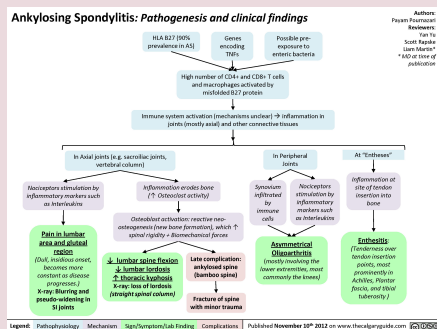 Ankylosing Spondylitis: Pathogenesis and clinical findings
Authors:
Payam Pournazari
Reviewers:
Yan Yu
Scott Rapske
Liam Martin*
* MD at time of
publication
HLA B27 (90%
prevalence in AS)
Genes
encoding
TNFs
Possible pre-
exposure to
enteric bacteria
High number of CD4+ and CD8+ T cells
and macrophages activated by
misfolded B27 protein
Immune system activation (mechanisms unclear) → inflammation in
joints (mostly axial) and other connective tissues
In Axial joints (e.g. sacroiliac joints,
vertebral column)
In Peripheral
Joints
At "Entheses"
Nociceptors stimulation by
inflammatory markers such
as Interleukins
Inflammation erodes bone
(↑ Osteoclast activity)
Synovium
infiltrated
by
immune
cells
Nociceptors
stimulation by
inflammatory
markers such
as Interleukins
Inflammation at
site of tendon
insertion into
bone
Osteoblast activation: reactive neo-
osteogenesis (new bone formation), which ↑
spinal rigidity + Biomechanical forces
Pain in lumbar
area and gluteal
region
(Dull, insidious onset,
becomes more
constant as disease
progresses.)
X-ray: Blurring and
pseudo-widening in
SI joints
↓ lumbar spine flexion
↓ lumbar lordosis
↑ thoracic kyphosis
X-ray: loss of lordosis
(straight spinal column)
Late complication:
ankylosed spine
(bamboo spine)
Fracture of spine
with minor trauma
Asymmetrical
Oligoarthritis
(mostly involving the
lower extremities, most
commonly the knees)
Enthesitis:
(Tenderness over
tendon insertion
points, most
prominently in
Achilles, Plantar
fascia, and tibial
tuberosity )
Legend: Pathophysiology Mechanism Sign/Symptom/Lab Finding Complications Published November 10th 2012 on www.thecalgaryguide.com